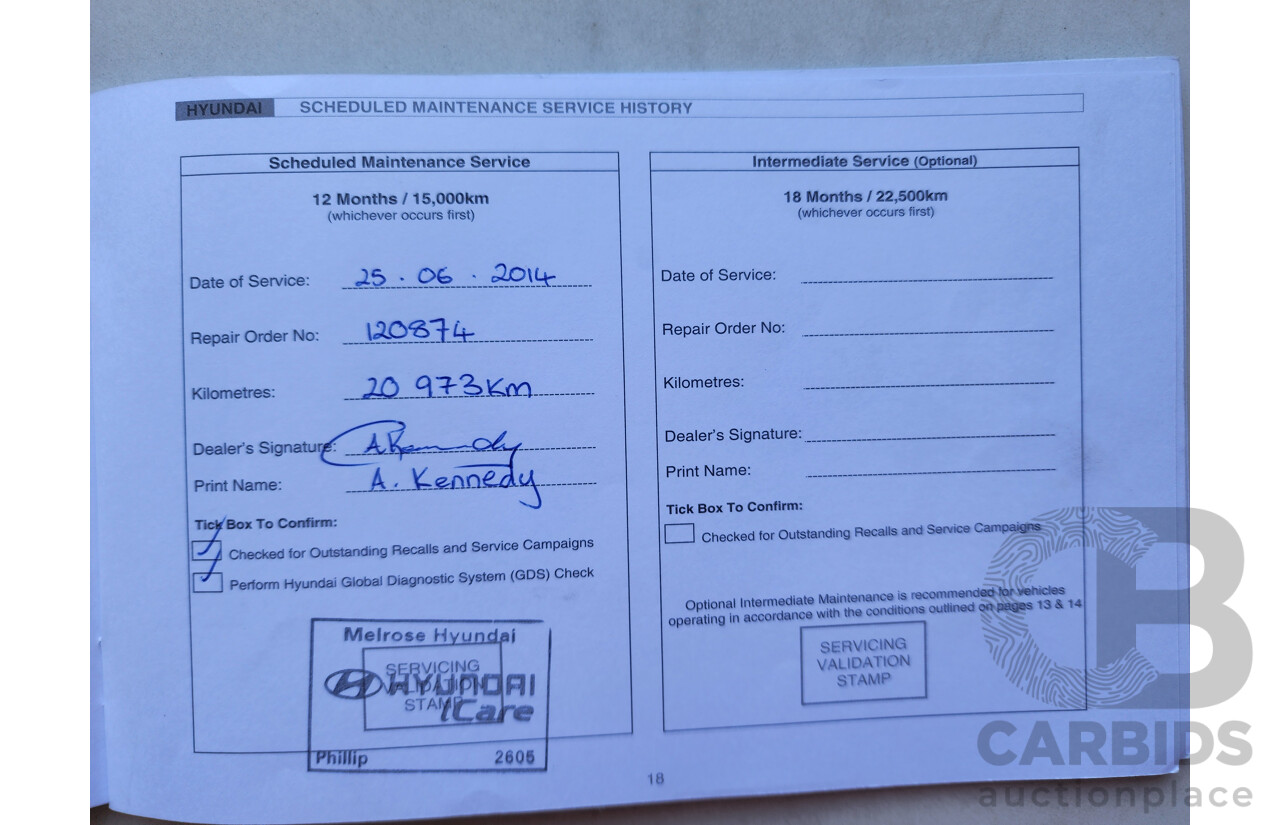 HYUNDAI SCHEDULED MAINTENANCE SERVICE HISTORY
Scheduled Maintenance Service
12 Months / 15,000km
(whichever occurs first)
Date of Service: 25 . 06 . 2014
Repair Order No: 120874
Kilometres: 20 973km
Dealer's Signature: A Kennedy
Print Name: A. Kennedy
Tick Box To Confirm:
Checked for Outstanding Recalls and Service Campaigns
Perform Hyundai Global Diagnostic System (GDS) Check
Melrose Hyundai
SERVICING
VALIDATION
STAMP
HYUNDAI
iCare
Phillip 2605
Intermediate Service (Optional)
18 Months / 22,500km
(whichever occurs first)
Date of Service:
Repair Order No:
Kilometres:
Dealer's Signature:
Print Name:
Tick Box To Confirm:
Checked for Outstanding Recalls and Service Campaigns
Optional Intermediate Maintenance is recommended for vehicles
operating in accordance with the conditions outlined on pages 13 & 14
SERVICING
VALIDATION
STAMP
18
CB
CARBIDS
auctionplace